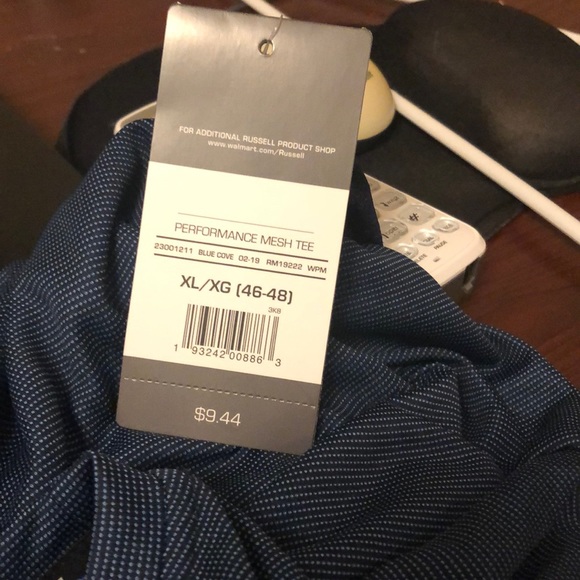 FOR ADDITIONAL RUSSELL PRODUCT SHOP
www.walmart.com/Russell
PERFORMANCE MESH TEE
23001211 BLUE COVE 02-19 RM19222 WPM
XL/XG (46-48)
3K9
1 93242 00886 3
$9.44